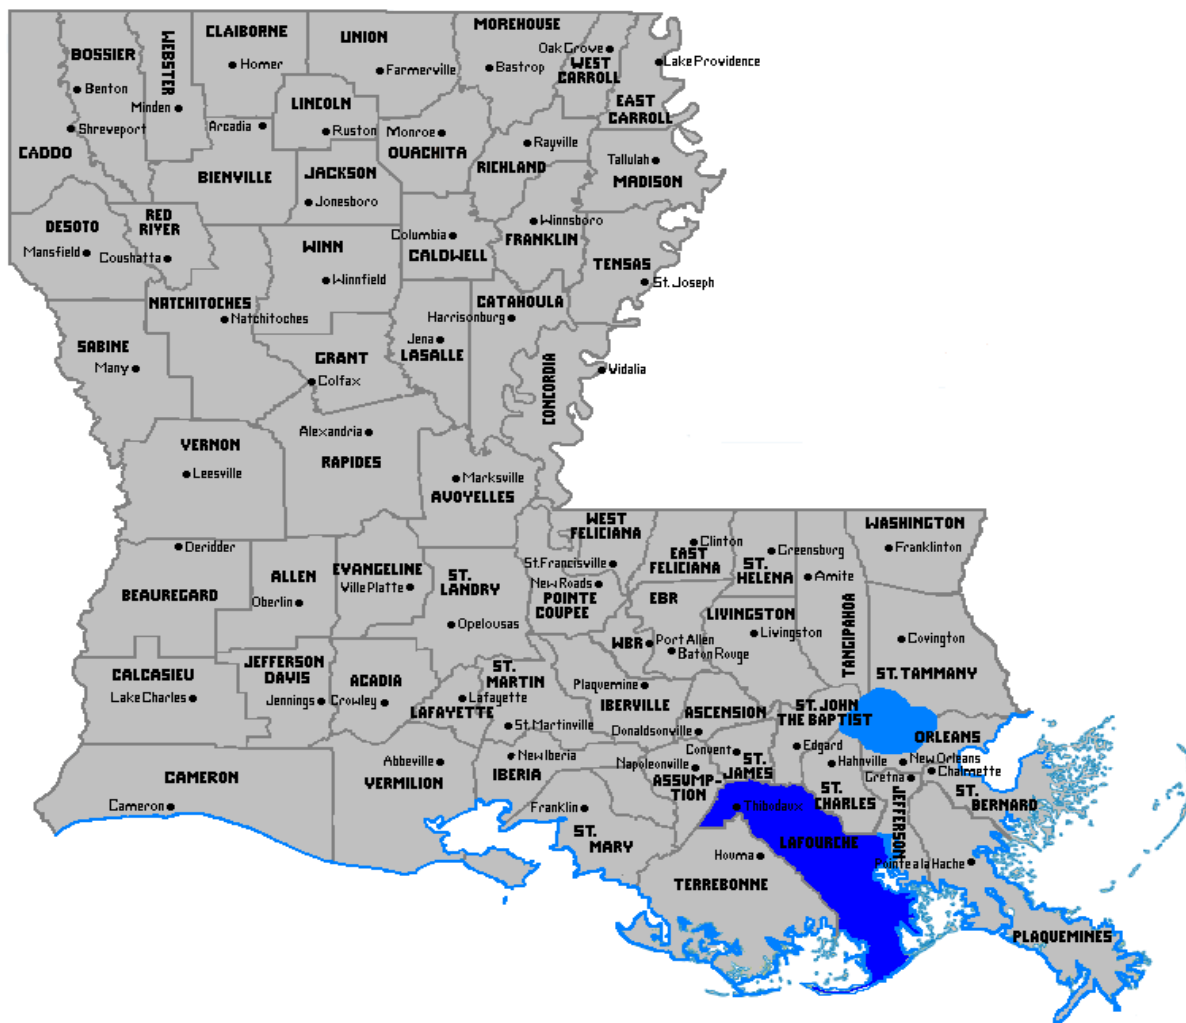 MOREHOUSE
CLAIBORNE
UNION
Oak Grove
BOSSIER
WEBSTER
Homer
Farmerville
Bastrop
WEST
CARROLL
Lake Providence
Benton
Minden
LINCOLN
EAST
CARROLL
Shreveport
Arcadia
Ruston
Monroe
OUACHITA
Rayville
CADDO
RICHLAND
Tallulah
BIENVILLE
JACKSON
MADISON
Jonesboro
RED
RIVER
DESOTO
Winnsboro
Columbia
FRANKLIN
Mansfield
Coushatta
WINN
CALDWELL
TENSAS
Winnfield
St. Joseph
NATCHITOCHES
CATAHOULA
Natchitoches
Harrisonburg
SABINE
Jena
LASALLE
GRANT
Many
Colfax
CONCORDIA
Vidalia
Alexandria
VERNON
RAPIDES
Leesville
Marksville
AVOYELLES
WEST
FELICIANA
WASHINGTON
Deridder
Clinton
Greensburg
Franklinton
EAST
FELICIANA
ST.
HELENA
St. Francisville
EVANGELINE
ALLEN
ST.
LANDRY
Amite
Ville Platte
New Roads
POINTE
COUPEE
BEAUREGARD
Oberlin
EBR
LIVINGSTON
TANGIPAHOA
Opelousas
Livingston
Covington
WBR
Port Allen
Baton Rouge
CALCASIEU
JEFFERSON
DAVIS
ST.
MARTIN
ST. TAMMANY
ACADIA
Plaquemine
IBERVILLE
Lake Charles
Jennings
Crowley
Lafayette
LAFAYETTE
ASCENSION
ST. JOHN
THE BAPTIST
St. Martinville
Donaldsonville
ORLEANS
Edgard
Convent
New Iberia
IBERIA
Abbeville
VERMILION
Napoleonville
ASSUMP-
TION
ST.
JAMES
Hahnville
New Orleans
Chalmette
Gretna
CAMERON
ST.
BERNARD
ST.
CHARLES
JEFFERSON
Cameron
Franklin
Thibodaux
ST.
MARY
LAFOURCHE
Houma
Pointe a la Hache
TERREBONNE
PLAQUEMINES